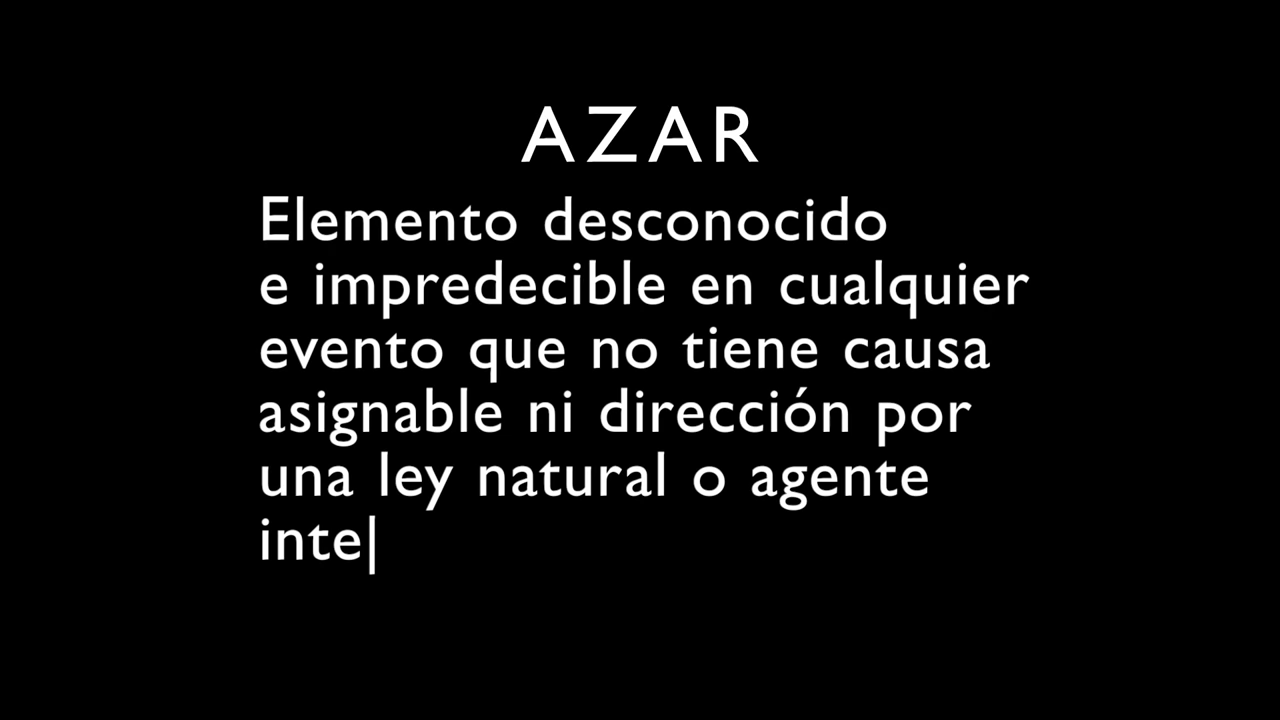 AZAR
Elemento desconocido
e impredecible en cualquier
evento que no tiene causa
asignable ni dirección por
una ley natural o agente
inte|